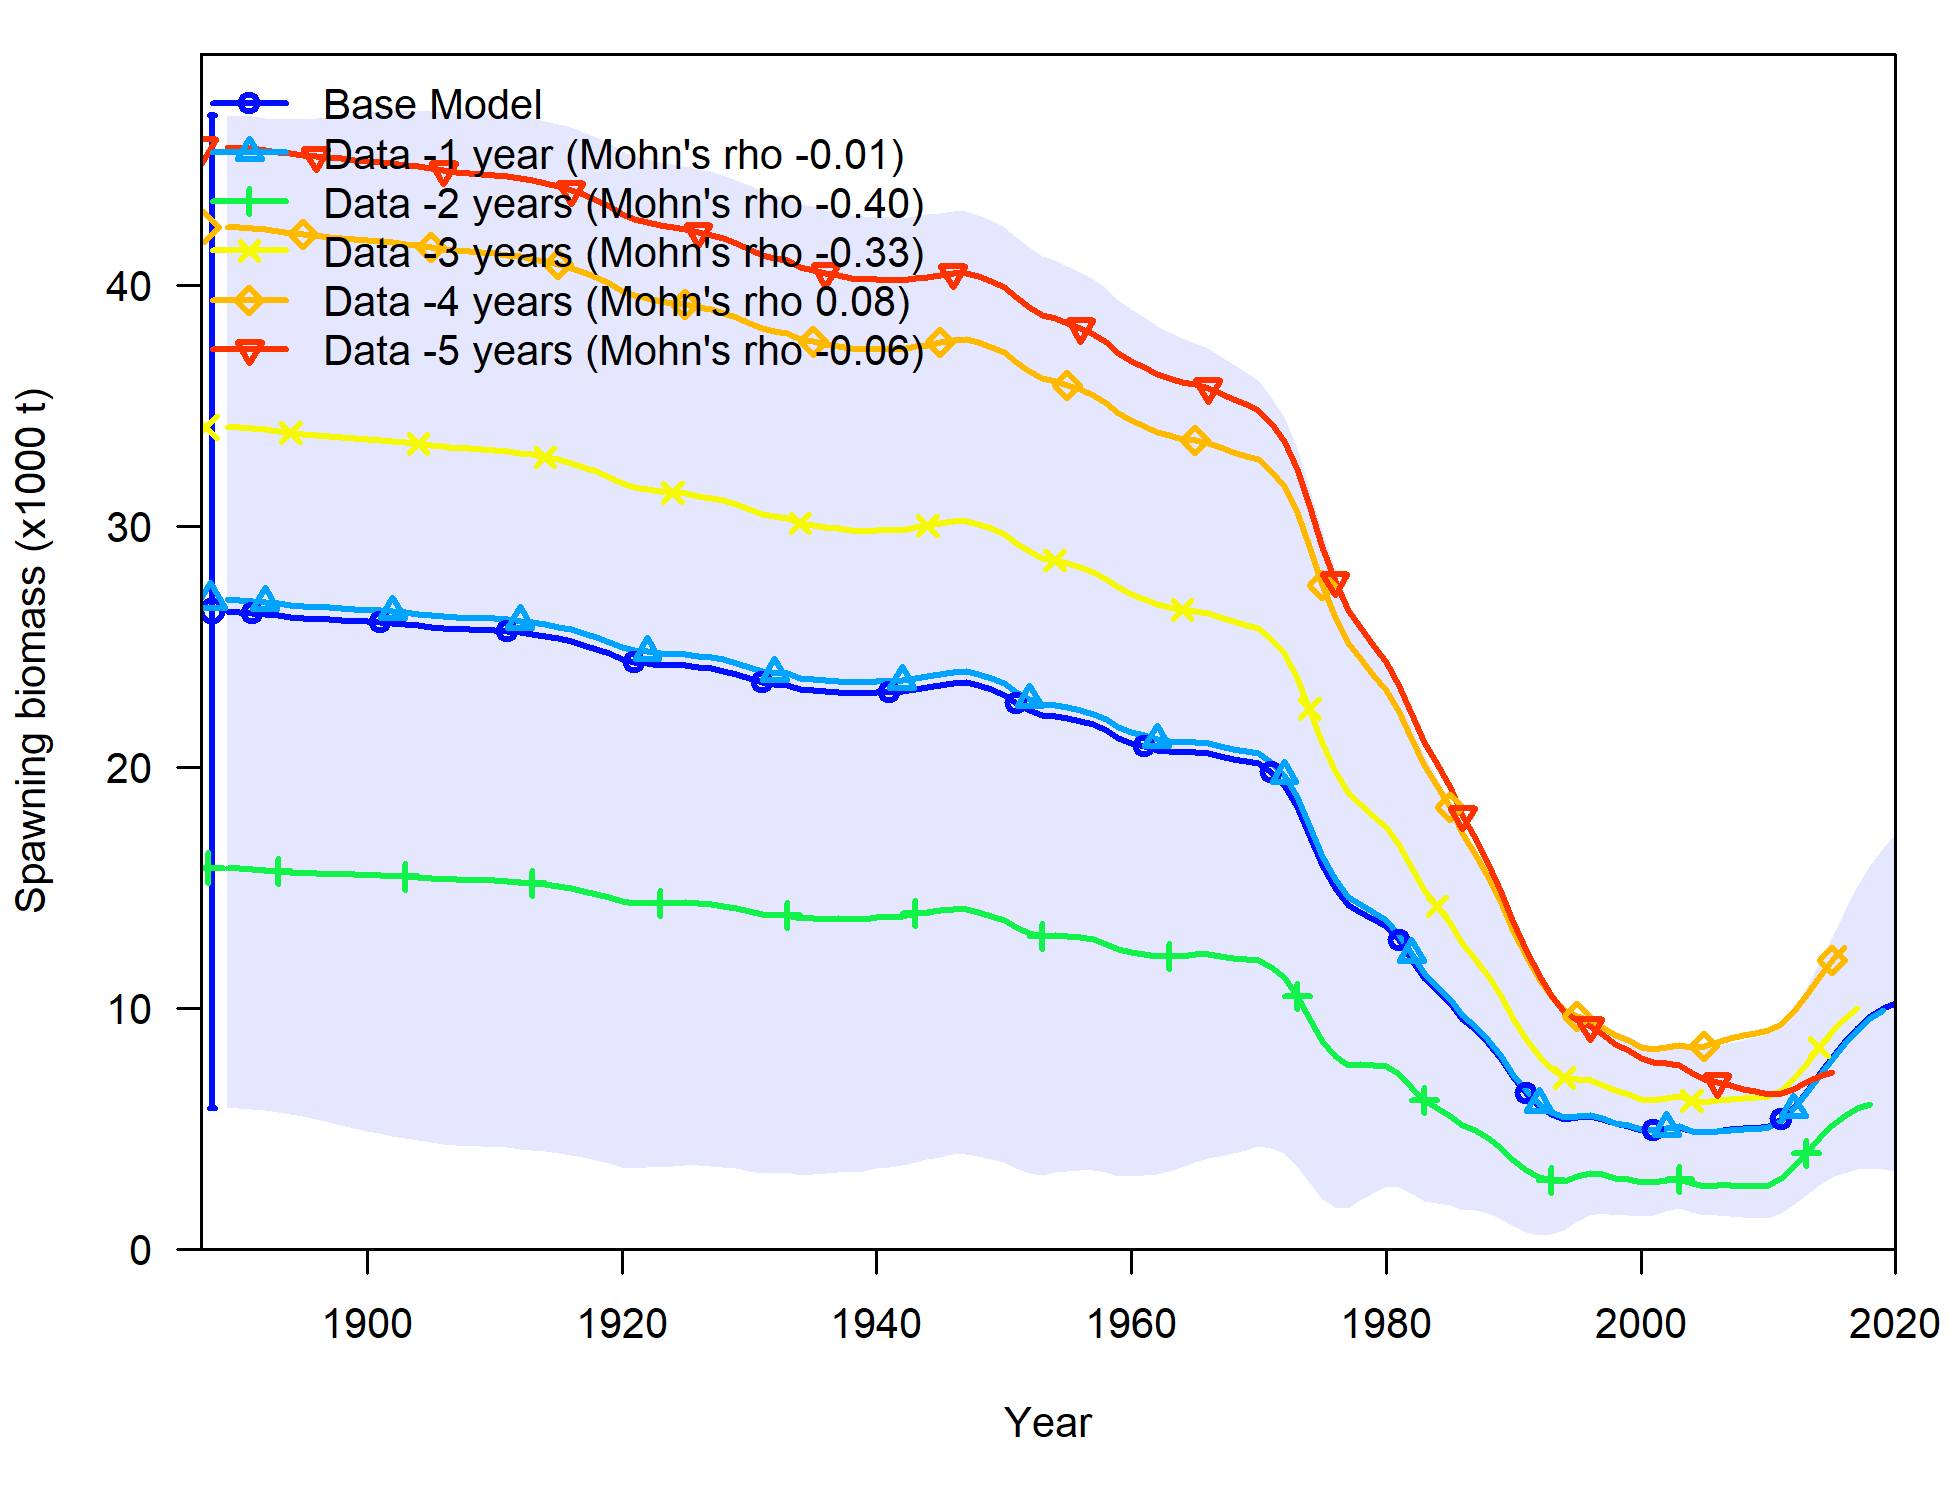 Base Model
Data -1 year (Mohn's rho -0.01)
Data -2 years (Mohn's rho -0.40)
Data -3 years (Mohn's rho -0.33)
Data -4 years (Mohn's rho 0.08)
Data -5 years (Mohn's rho -0.06)
Spawning biomass (x1000 t)
40
30
20
10
0
1900 1920 1940 1960 1980 2000 2020
Year